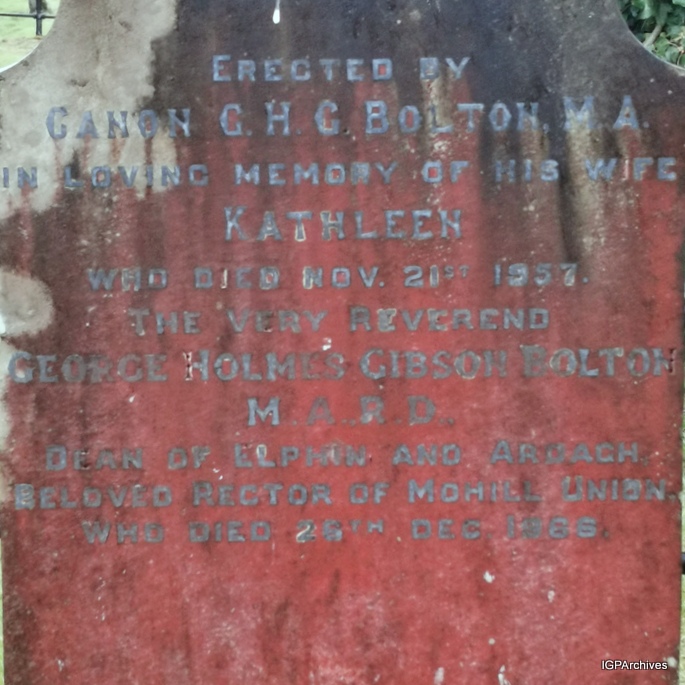 ERECTED BY
CANON G. H. G. BOLTON, M. A.
IN LOVING MEMORY OF HIS WIFE
KATHLEEN
WHO DIED NOV. 21ST 1957.
THE VERY REVEREND
GEORGE HOLMES GIBSON BOLTON
M.A., R.D.,
DEAN OF ELPHIN AND ARDAGH,
BELOVED RECTOR OF MOHILL UNION.
WHO DIED 26TH DEC. 1966.
IGPArchives